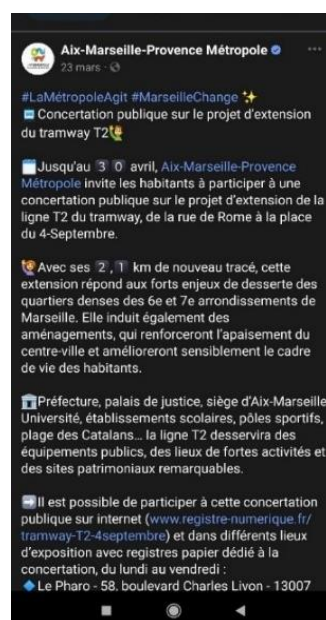 Aix-Marseille-Provence Métropole
23 mars
#LaMétropoleAgit #MarseilleChange ✨
Concertation publique sur le projet d'extension
du tramway T2
Jusqu'au 3 0 avril, Aix-Marseille-Provence
Métropole invite les habitants à participer à une
concertation publique sur le projet d'extension de la
ligne T2 du tramway, de la rue de Rome à la place
du 4-Septembre.
Avec ses 2 , 1 km de nouveau tracé, cette
extension répond aux forts enjeux de desserte des
quartiers denses des 6e et 7e arrondissements de
Marseille. Elle induit également des
aménagements, qui renforceront l'apaisement du
centre-ville et amélioreront sensiblement le cadre
de vie des habitants.
Préfecture, palais de justice, siège d'Aix-Marseille
Université, établissements scolaires, pôles sportifs,
plage des Catalans... la ligne T2 desservira des
équipements publics, des lieux de fortes activités et
des sites patrimoniaux remarquables.
Il est possible de participer à cette concertation
publique sur internet (www.registre-numerique.fr/
tramway-T2-4septembre) et dans différents lieux
d'exposition avec registres papier dédié à la
concertation, du lundi au vendredi :
Le Pharo - 58, boulevard Charles Livon - 13007